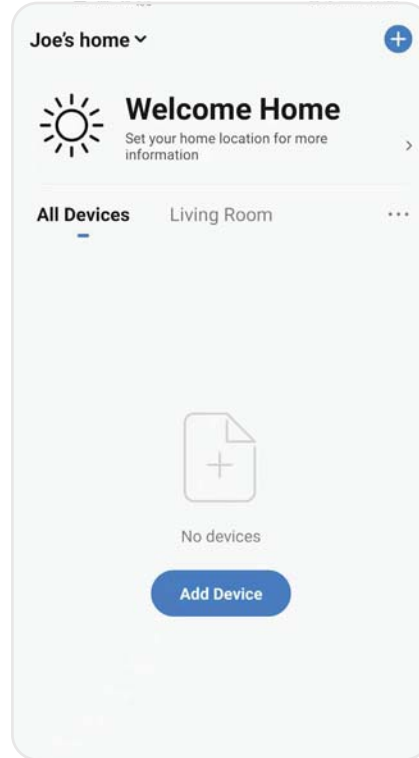 Joe's home
Welcome Home
Set your home location for more
information
All Devices
Living Room
No devices
Add Device